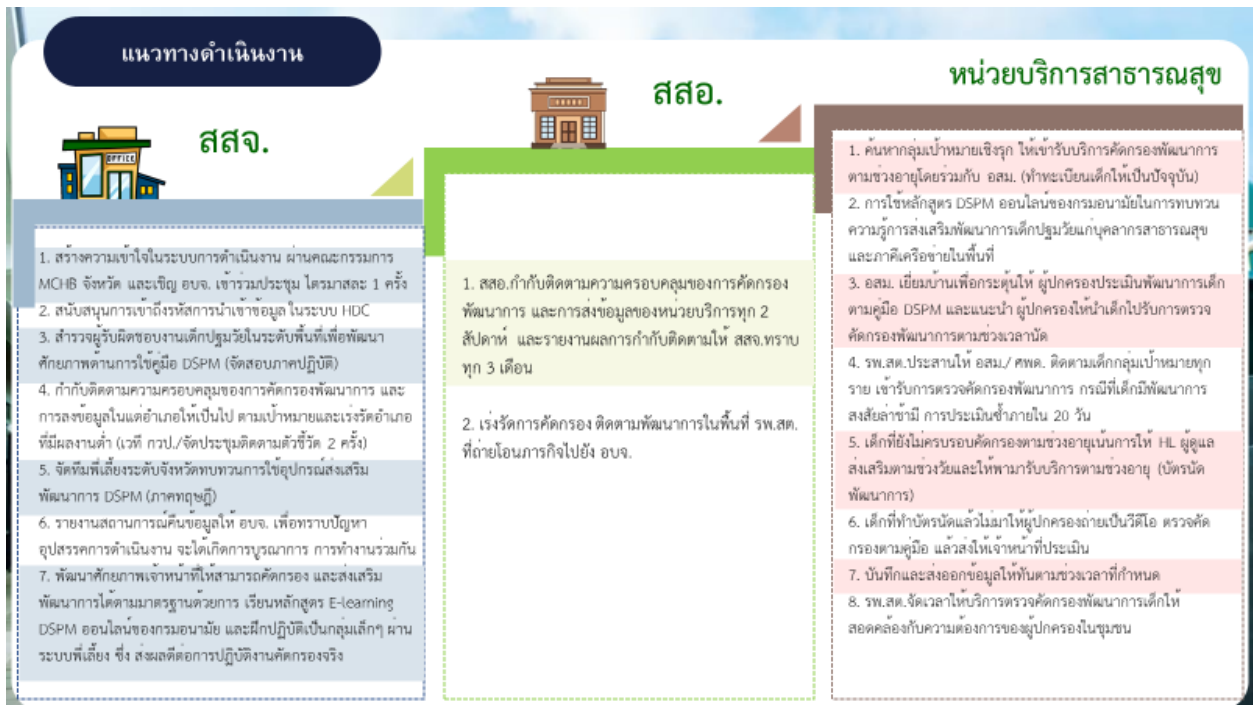 แนวทางดำเนินงาน
สสจ.
OFFICE
1. สร้างความเข้าใจในระบบการดำเนินงาน ผ่านคณะกรรมการ
MCHB จังหวัด และเชิญ อบจ. เข้าร่วมประชุม ไตรมาสละ 1 ครั้ง
2. สนับสนุนการเข้าถึงรหัสการนำเข้าข้อมูล ในระบบ HDC
3. สำรวจผู้รับผิดชอบงานเด็กปฐมวัยในระดับพื้นที่เพื่อพัฒนา
ศักยภาพด้านการใช้คู่มือ DSPM (จัดสอบภาคปฏิบัติ)
4. กำกับติดตามความครอบคลุมของการคัดกรองพัฒนาการ และ
การลงข้อมูลในแต่อำเภอให้เป็นไป ตามเป้าหมายและเร่งรัดอำเภอ
ที่มีผลงานต่ำ (เวที กวป./จัดประชุมติดตามตัวชี้วัด 2 ครั้ง)
5. จัดทีมพี่เลี้ยงระดับจังหวัดทบทวนการใช้อุปกรณ์ส่งเสริม
พัฒนาการ DSPM (ภาคทฤษฎี)
6. รายงานสถานการณ์คืนข้อมูลให้ อบจ. เพื่อทราบปัญหา
อุปสรรคการดำเนินงาน จะได้เกิดการบูรณาการ การทำงานร่วมกัน
7. พัฒนาศักยภาพเจ้าหน้าที่ให้สามารถคัดกรอง และส่งเสริม
พัฒนาการได้ตามมาตรฐานด้วยการ เรียนหลักสูตร E-learning
DSPM ออนไลน์ของกรมอนามัย และฝึกปฏิบัติเป็นกลุ่มเล็กๆ ผ่าน
ระบบพี่เลี้ยง ซึ่ง ส่งผลดีต่อการปฏิบัติงานคัดกรองจริง
สสอ.
1. สสอ.กำกับติดตามความครอบคลุมของการคัดกรอง
พัฒนาการ และการส่งข้อมูลของหน่วยบริการทุก 2
สัปดาห์ และรายงานผลการกำกับติดตามให้ สสจ.ทราบ
ทุก 3 เดือน
2. เร่งรัดการคัดกรอง ติดตามพัฒนาการในพื้นที่ รพ.สต.
ที่ถ่ายโอนภารกิจไปยัง อบจ.
หน่วยบริการสาธารณสุข
1. ค้นหากลุ่มเป้าหมายเชิงรุก ให้เข้ารับบริการคัดกรองพัฒนาการ
ตามช่วงอายุโดยร่วมกับ อสม. (ทำทะเบียนเด็กให้เป็นปัจจุบัน)
2. การใช้หลักสูตร DSPM ออนไลน์ของกรมอนามัยในการทบทวน
ความรู้การส่งเสริมพัฒนาการเด็กปฐมวัยแก่บุคลากรสาธารณสุข
และภาคีเครือข่ายในพื้นที่
3. อสม. เยี่ยมบ้านเพื่อกระตุ้นให้ ผู้ปกครองประเมินพัฒนาการเด็ก
ตามคู่มือ DSPM และแนะนำ ผู้ปกครองให้นำเด็กไปรับการตรวจ
คัดกรองพัฒนาการตามช่วงเวลานัด
4. รพ.สต.ประสานให้ อสม./ ศพด. ติดตามเด็กกลุ่มเป้าหมายทุก
ราย เข้ารับการตรวจคัดกรองพัฒนาการ กรณีที่เด็กมีพัฒนาการ
สงสัยล่าช้ามี การประเมินซ้ำภายใน 20 วัน
5. เด็กที่ยังไม่ครบรอบคัดกรองตามช่วงอายุเน้นการให้ HL ผู้ดูแล
ส่งเสริมตามช่วงวัยและให้พามารับบริการตามช่วงอายุ (บัตรนัด
พัฒนาการ)
6. เด็กที่ทำบัตรนัดแล้วไม่มาให้ผู้ปกครองถ่ายเป็นวีดีโอ ตรวจคัด
กรองตามคู่มือ แล้วส่งให้เจ้าหน้าที่ประเมิน
7. บันทึกและส่งออกข้อมูลให้ทันตามช่วงเวลาที่กำหนด
8. รพ.สต.จัดเวลาให้บริการตรวจคัดกรองพัฒนาการเด็กให้
สอดคล้องกับความต้องการของผู้ปกครองในชุมชน